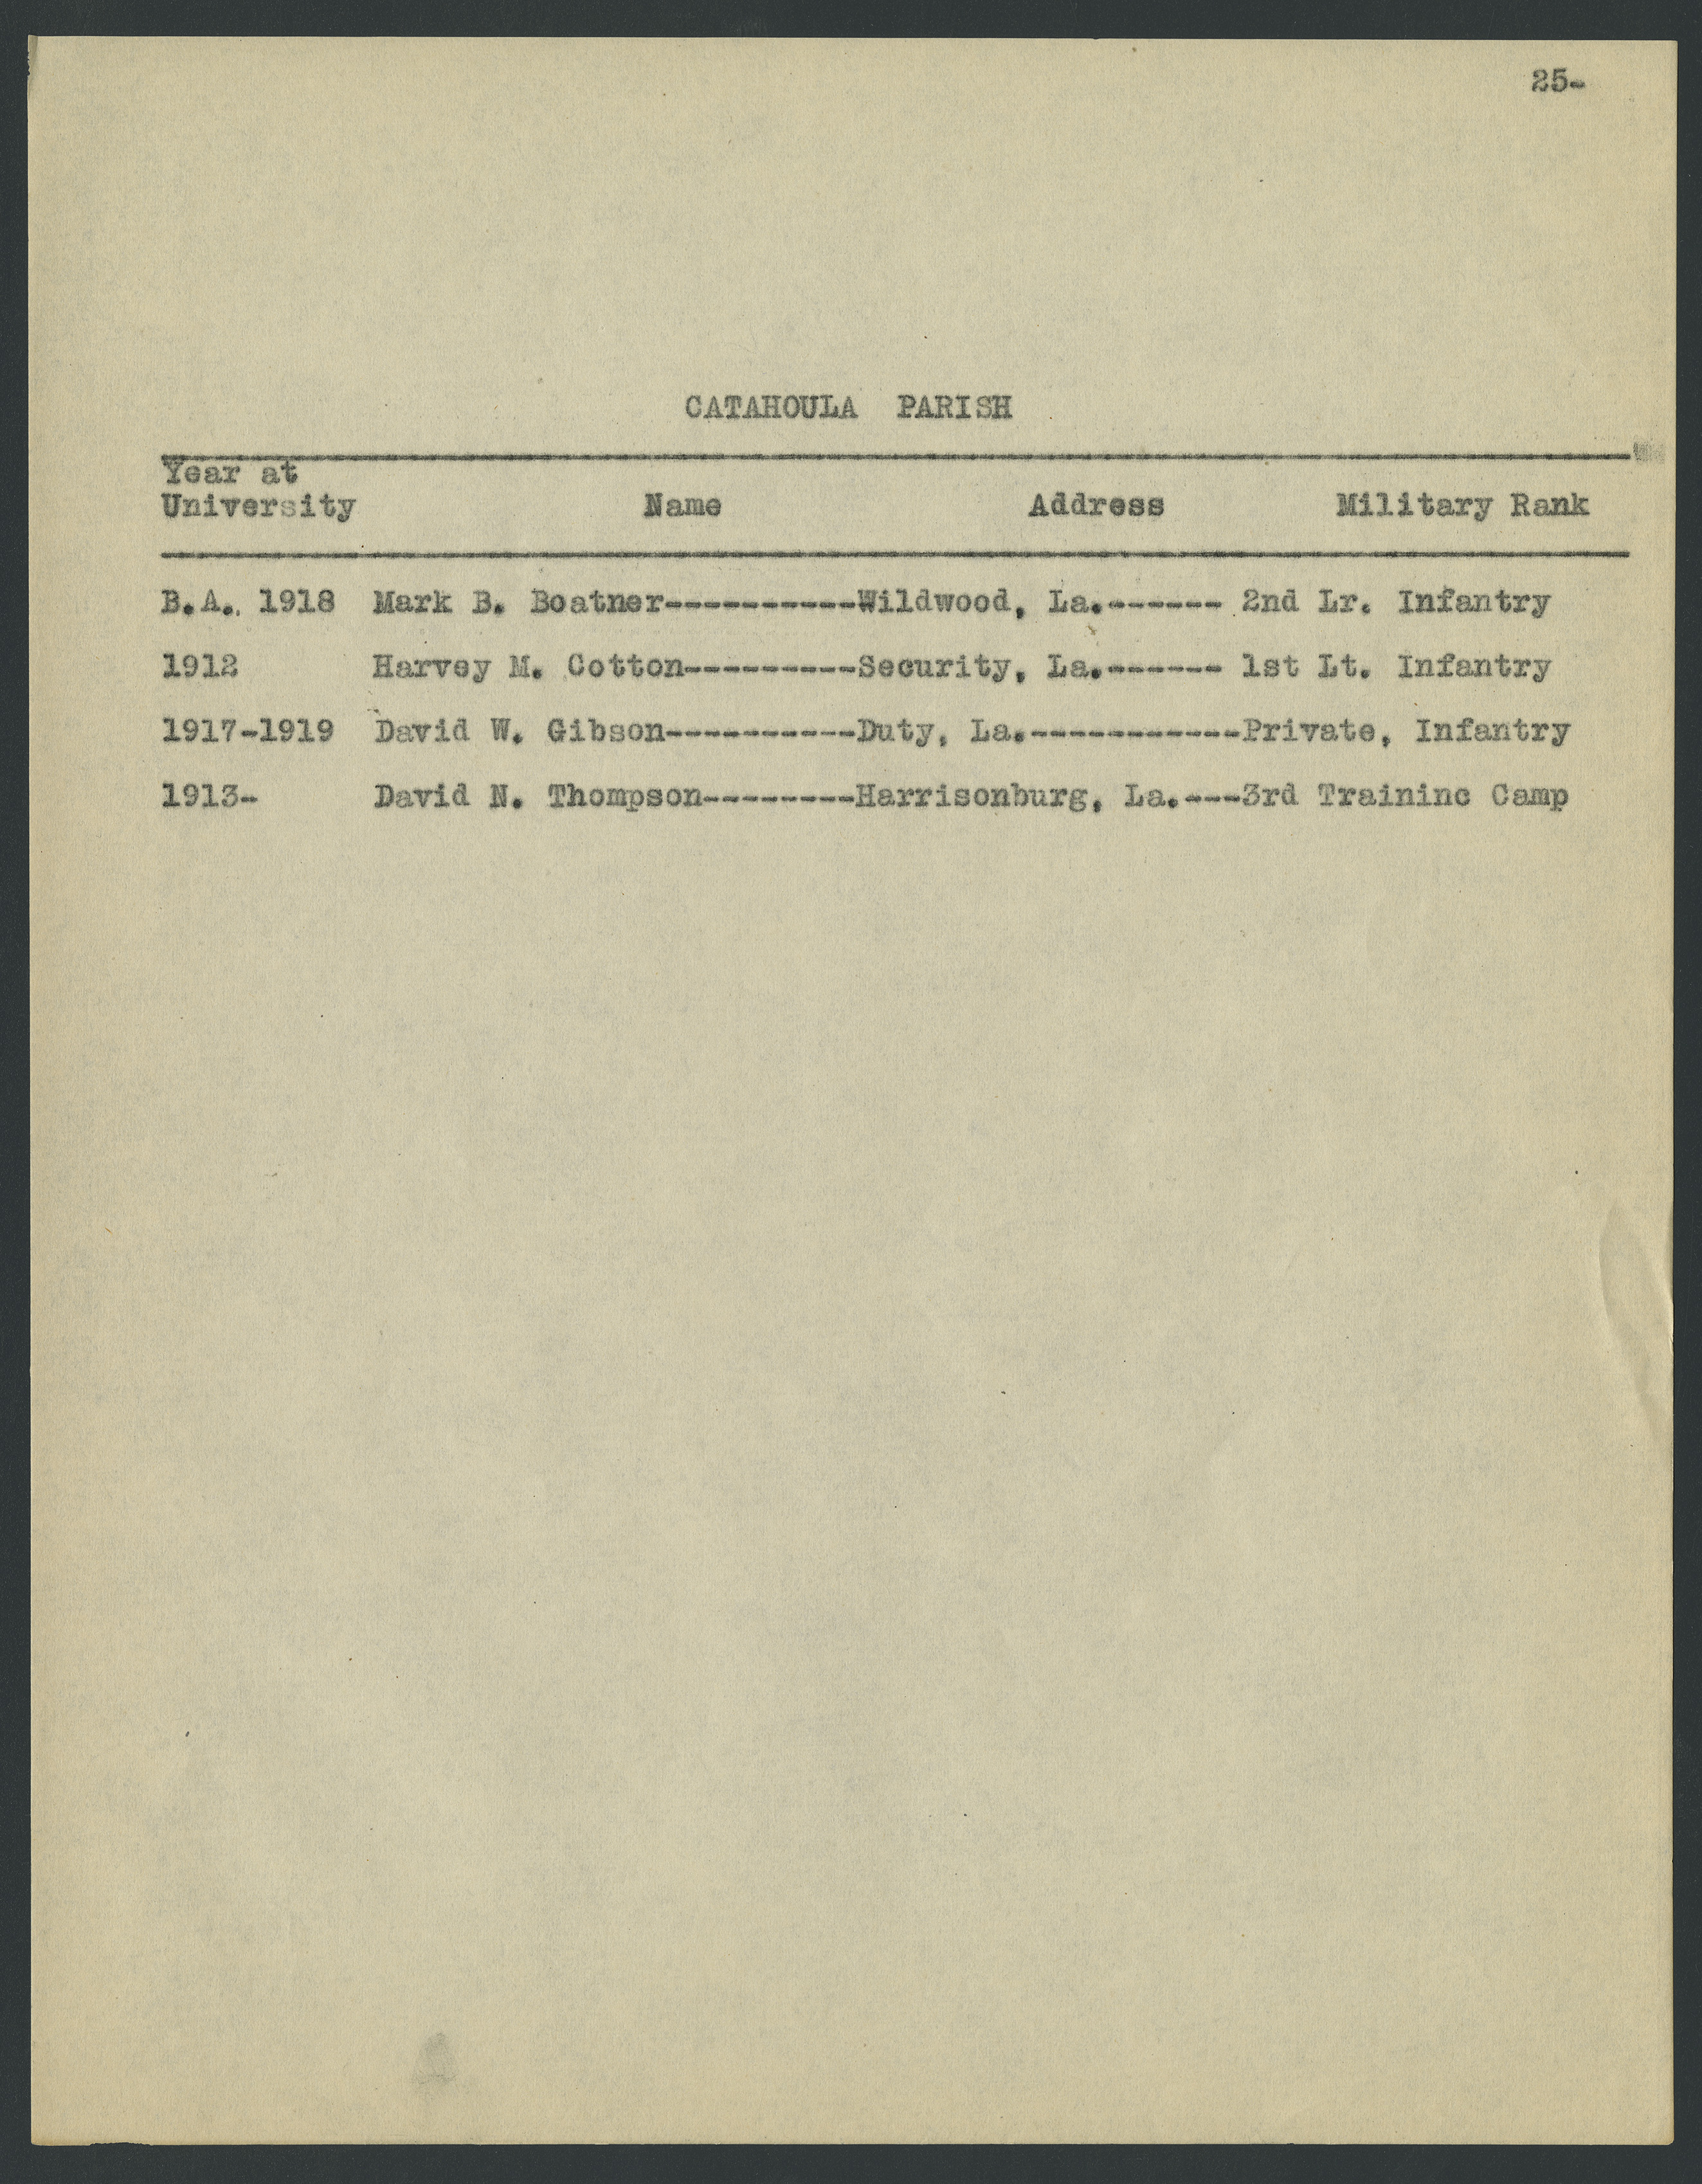 25-
CATAHOULA PARISH
Year at
University Name Address Military Rank
B.A., 1918 Mark B. Boatner----------Wildwood, La.------ 2nd Lr. Infantry
1912 Harvey M. Cotton---------Security, La.------ 1st Lt. Infantry
1917-1919 David W. Gibson----------Duty, La.-----------Private, Infantry
1913- David N. Thompson--------Harrisonburg, La.---3rd Traininc Camp